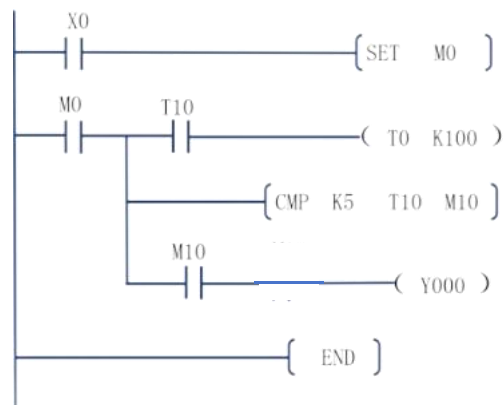 X0
SET M0
M0 T10
T0 K100
CMP K5 T10 M10
M10
Y000
END